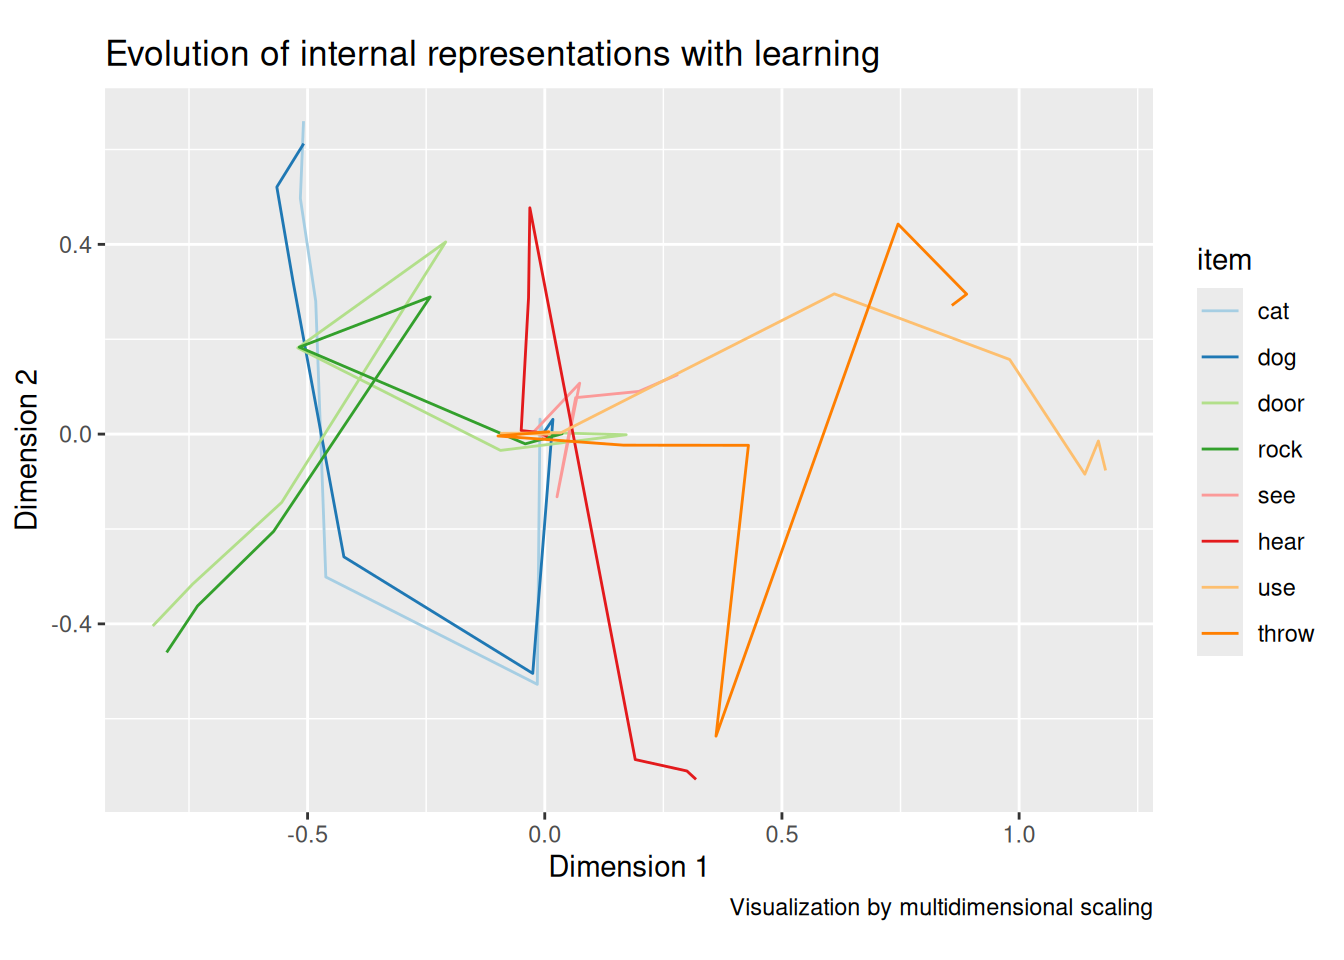 Evolution of internal representations with learning
0.4
0.0
-0.4
Dimension 2
-0.5
0.0
0.5
1.0
Dimension 1
item
cat
dog
door
rock
see
hear
use
throw
Visualization by multidimensional scaling